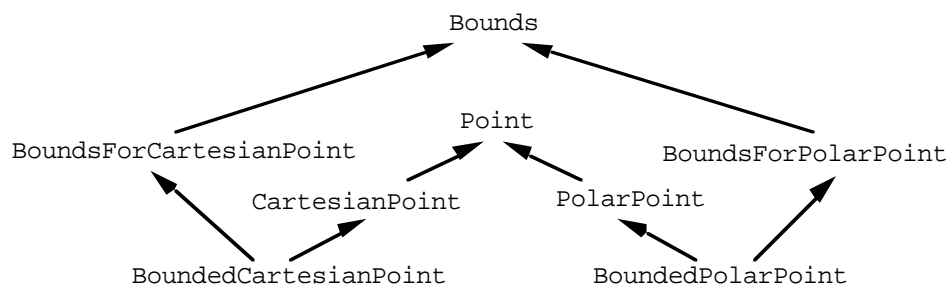 Bounds
Point
BoundsForCartesianPoint
BoundsForPolarPoint
CartesianPoint
PolarPoint
BoundedCartesianPoint
BoundedPolarPoint